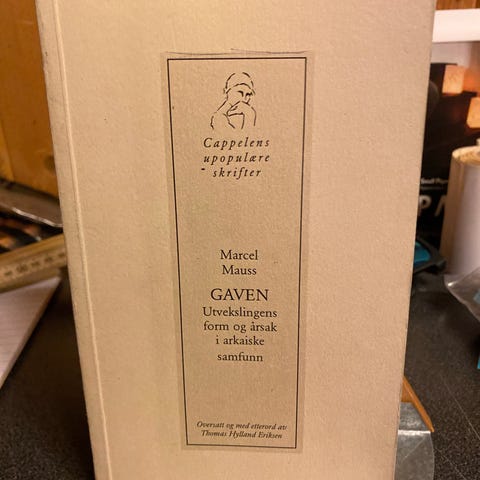 Cappelens
upopulære
skrifter
Marcel
Mauss
GAVEN
Utvekslingens
form og årsak
i arkaiske
samfunn
Oversatt og med etterord av
Thomas Hylland Eriksen